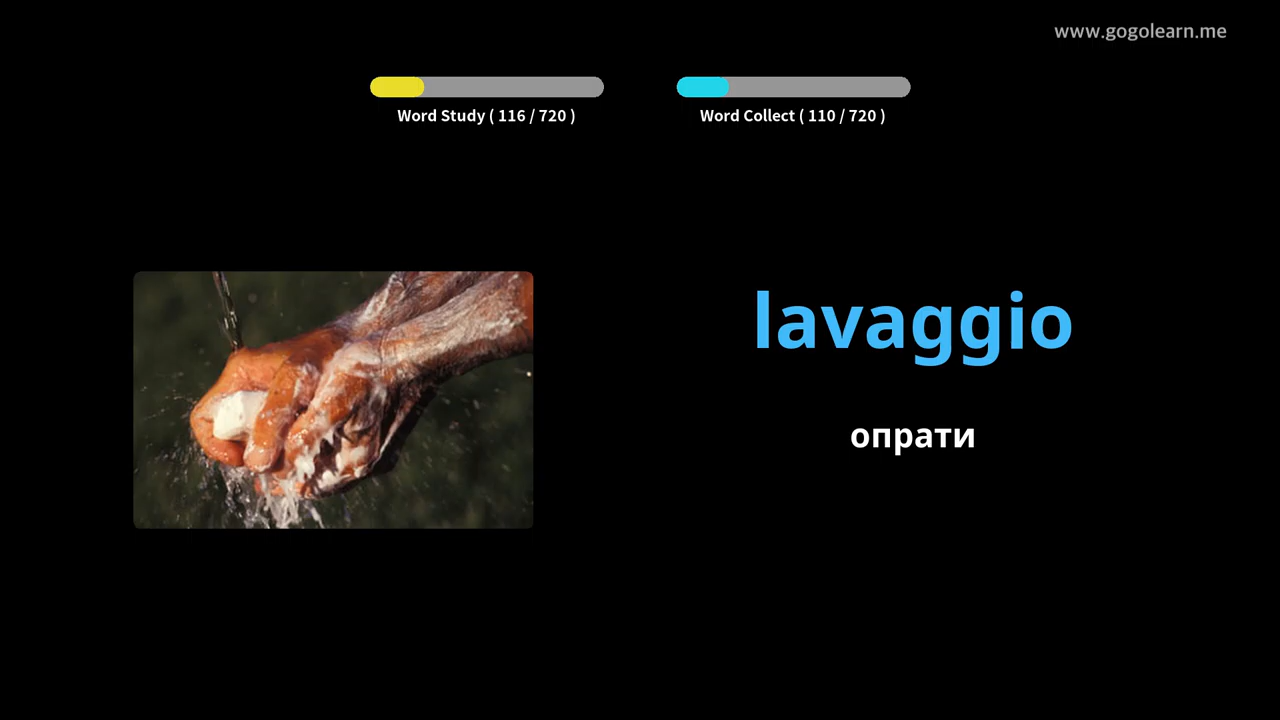 www.gogolearn.me
Word Study ( 116 / 720 )
Word Collect ( 110 / 720 )
lavaggio
опрати